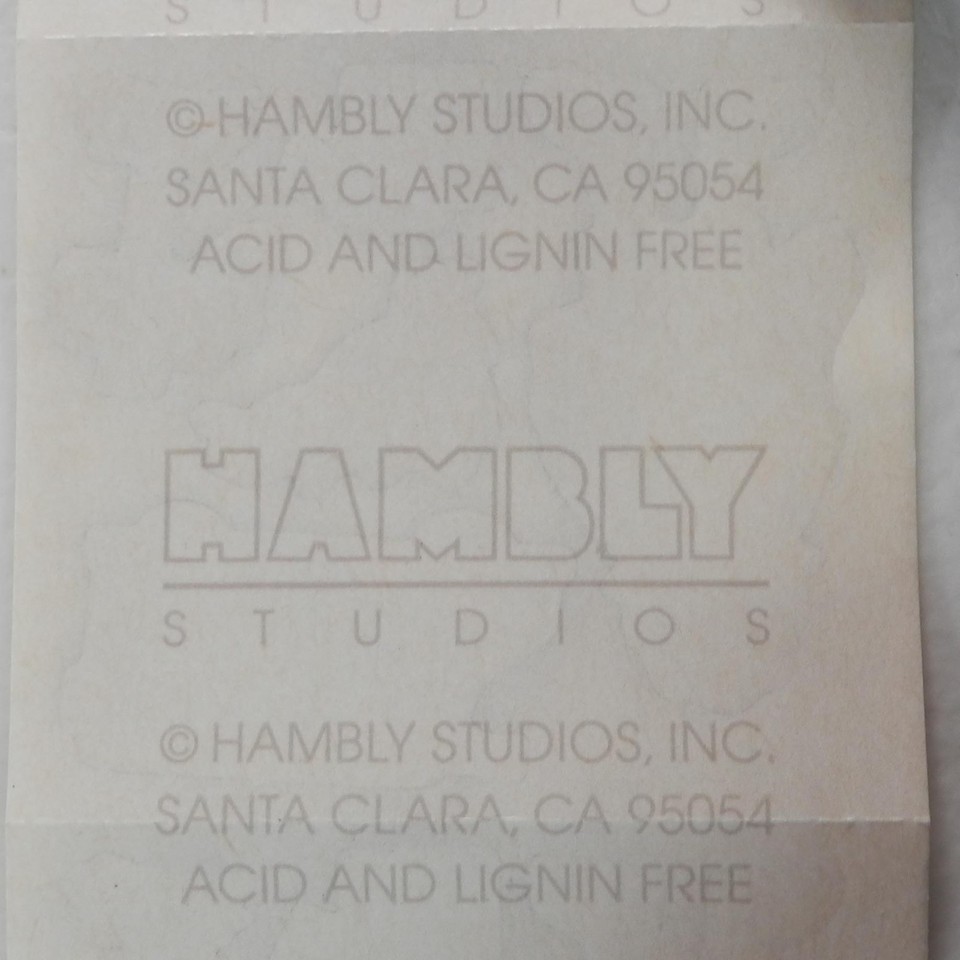 STUDIOS
© HAMBLY STUDIOS, INC.
SANTA CLARA, CA 95054
ACID AND LIGNIN FREE
HAMBLY
STUDIOS
© HAMBLY STUDIOS, INC.
SANTA CLARA, CA 95054
ACID AND LIGNIN FREE